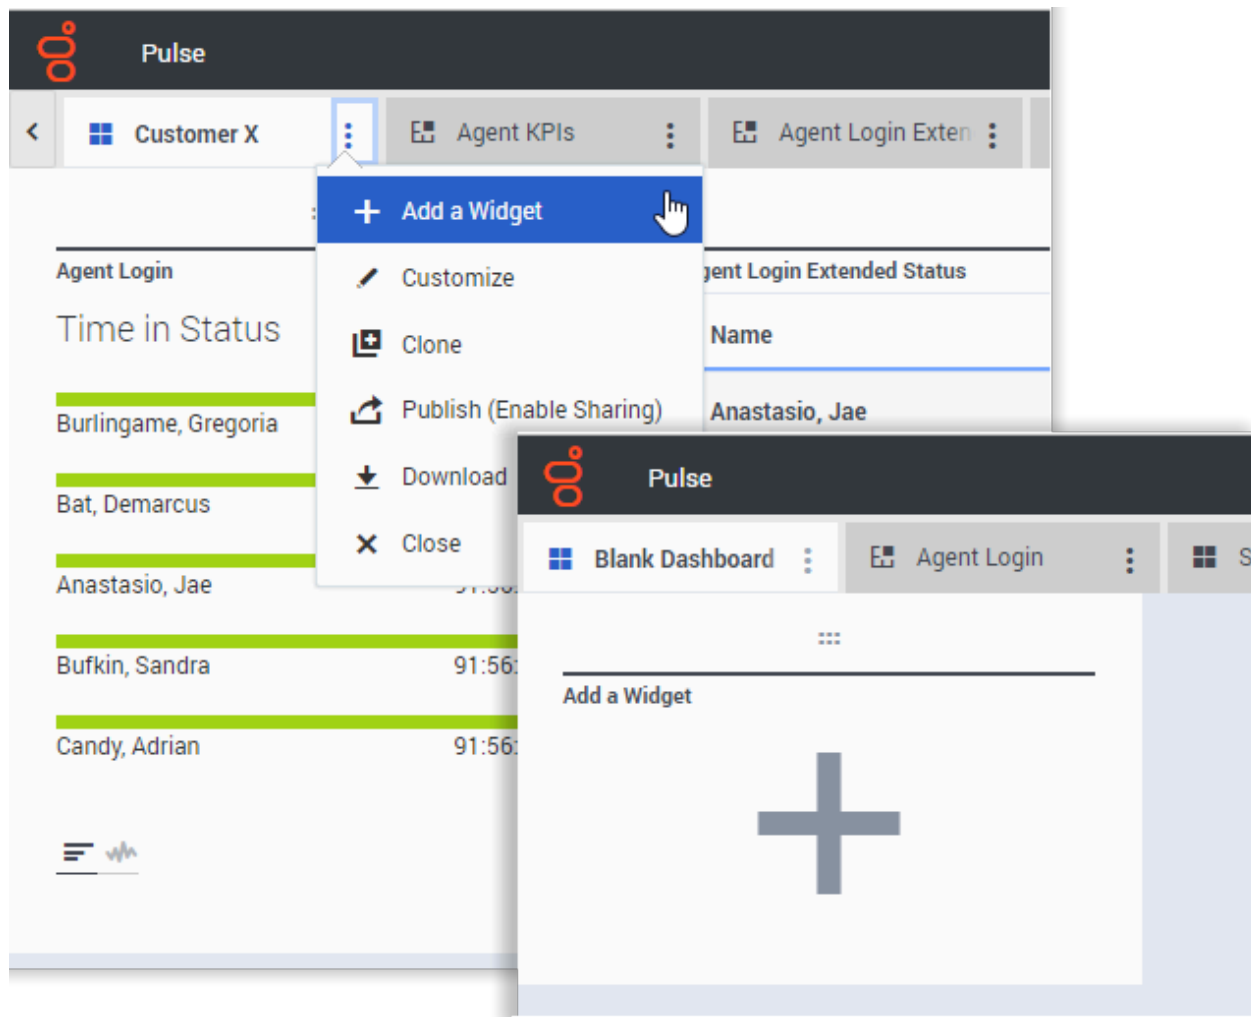 Pulse
Customer X
Agent KPIs
Agent Login Exten
Add a Widget
Customize
Clone
Publish (Enable Sharing)
Download
Close
Agent Login
Time in Status
Burlingame, Gregoria
Bat, Demarcus
Anastasio, Jae
Bufkin, Sandra 91:56:
Candy, Adrian 91:56:
gent Login Extended Status
Name
Anastasio, Jae
Pulse
Blank Dashboard
Agent Login
S
Add a Widget